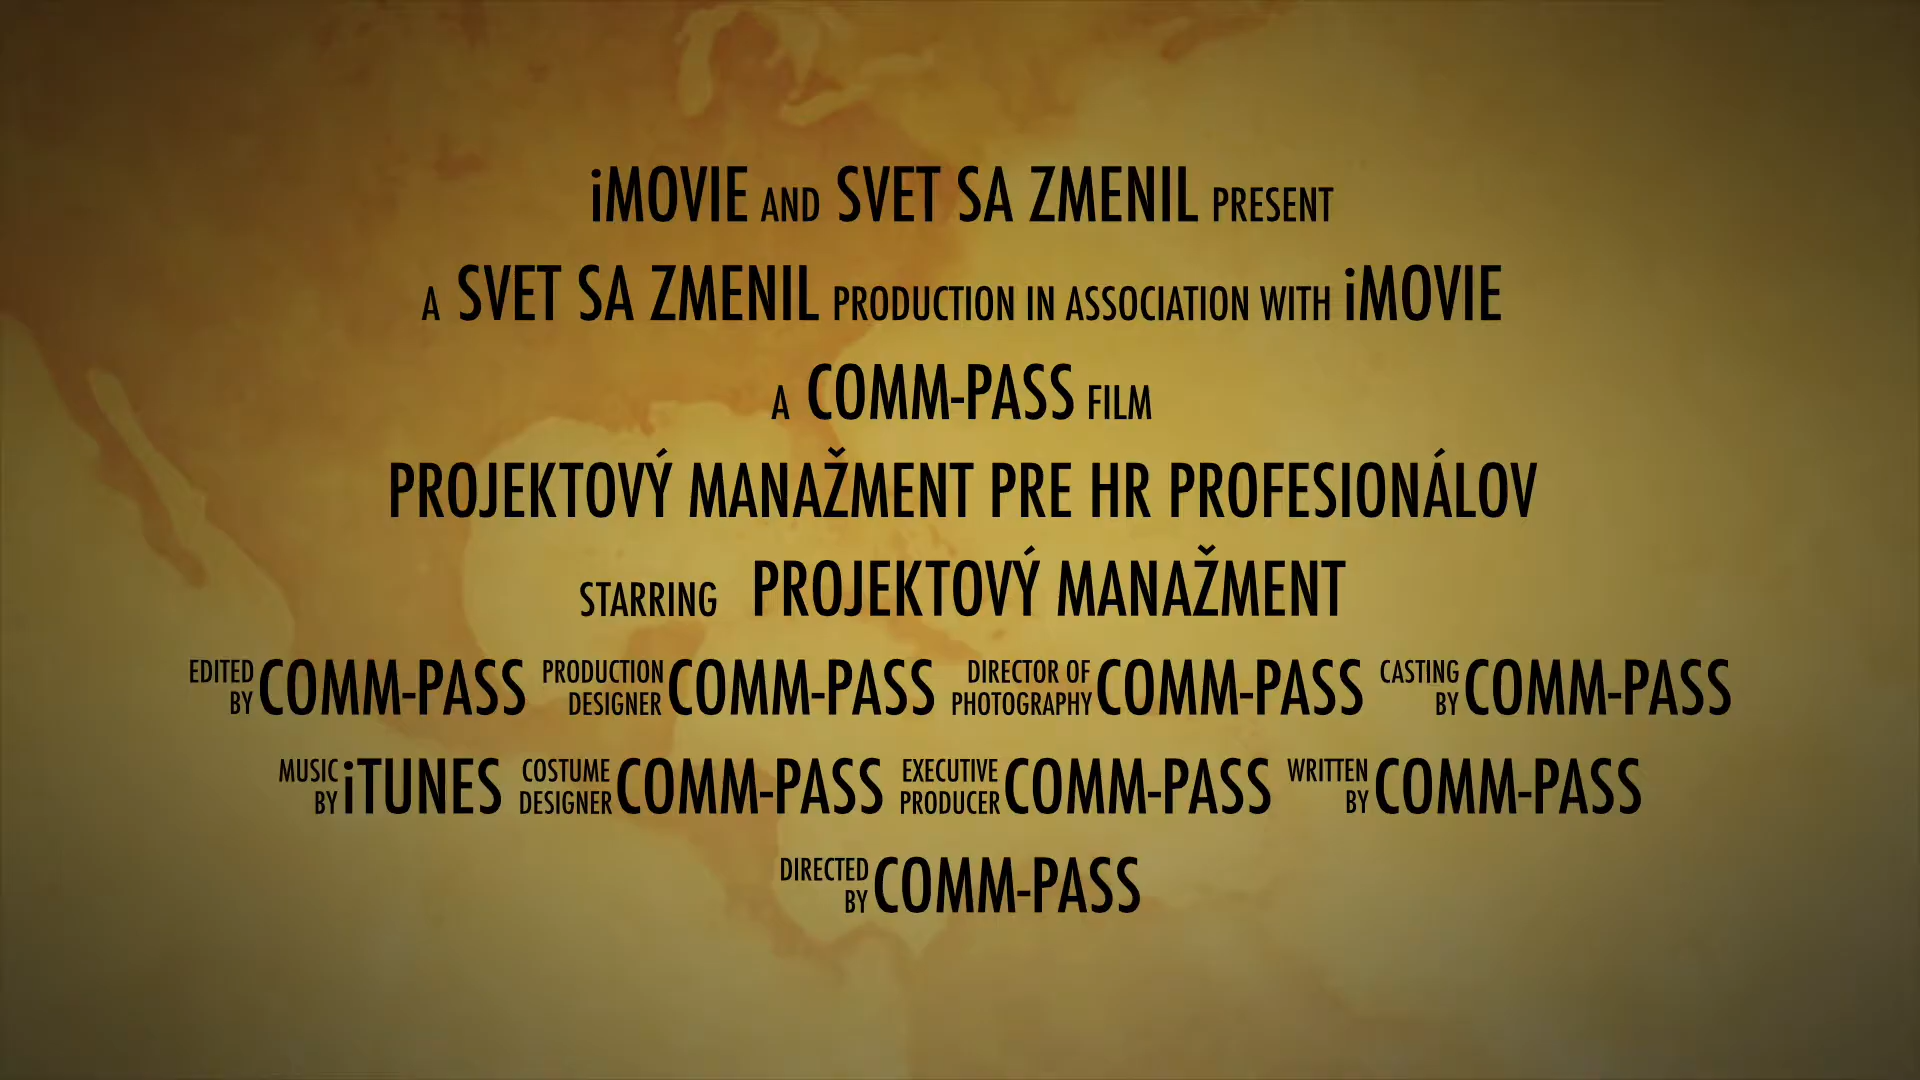 iMOVIE AND SVET SA ZMENIL PRESENT
A SVET SA ZMENIL PRODUCTION IN ASSOCIATION WITH iMOVIE
A COMM-PASS FILM
PROJEKTOVÝ MANAŽMENT PRE HR PROFESIONÁLOV
STARRING PROJEKTOVÝ MANAŽMENT
EDITED BY COMM-PASS PRODUCTION DESIGNER COMM-PASS DIRECTOR OF PHOTOGRAPHY COMM-PASS CASTING BY COMM-PASS
MUSIC BY iTUNES COSTUME DESIGNER COMM-PASS EXECUTIVE PRODUCER COMM-PASS WRITTEN BY COMM-PASS
DIRECTED BY COMM-PASS